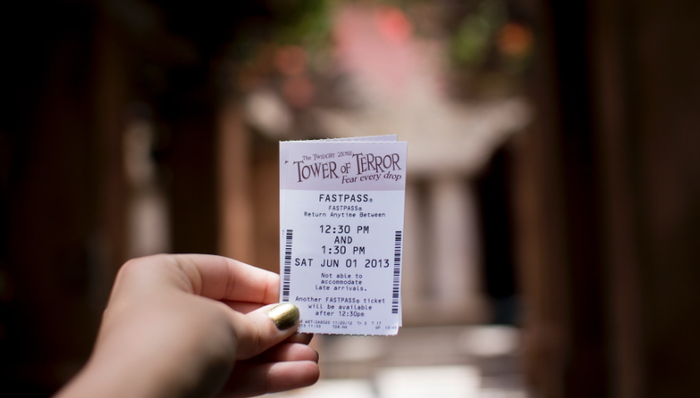 The Twilight Zone
TOWER OF TERROR
Fear every drop
FASTPASS®
FASTPASS®
Return Anytime Between
12:30 PM
AND
1:30 PM
SAT JUN 01 2013
Not able to
accommodate
late arrivals.
Another FASTPASS® ticket
will be available
after 12:30pm